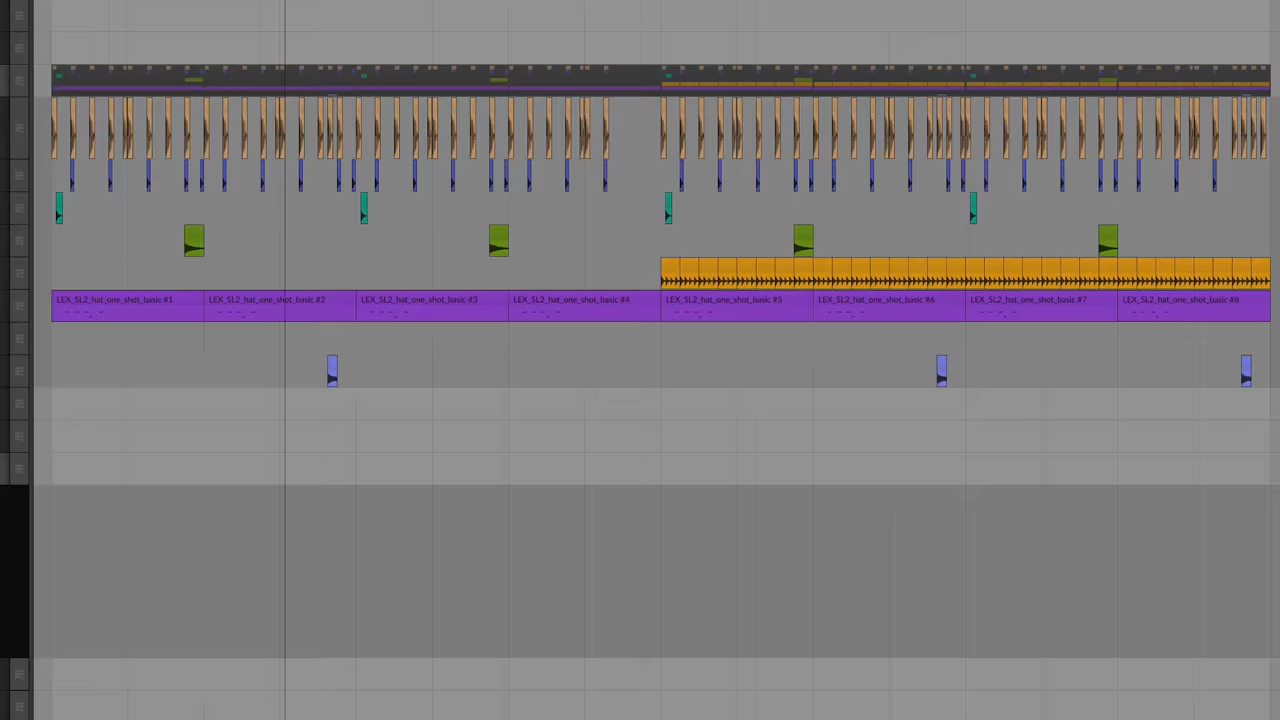 LEX_SL2_hat_one_shot_basic #1
LEX_SL2_hat_one_shot_basic #2
LEX_SL2_hat_one_shot_basic #3
LEX_SL2_hat_one_shot_basic #4
LEX_SL2_hat_one_shot_basic #5
LEX_SL2_hat_one_shot_basic #6
LEX_SL2_hat_one_shot_basic #7
LEX_SL2_hat_one_shot_basic #8